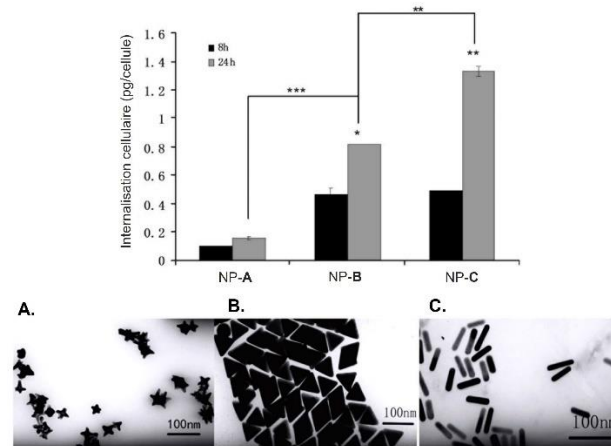 Internalisation cellulaire (pg/cellule)
1.6
1.4
1.2
1
0.8
0.6
0.4
0.2
0
8h
24h
***
**
*
**
NP-A
NP-B
NP-C
A.
B.
C.
100nm
100nm
100nm